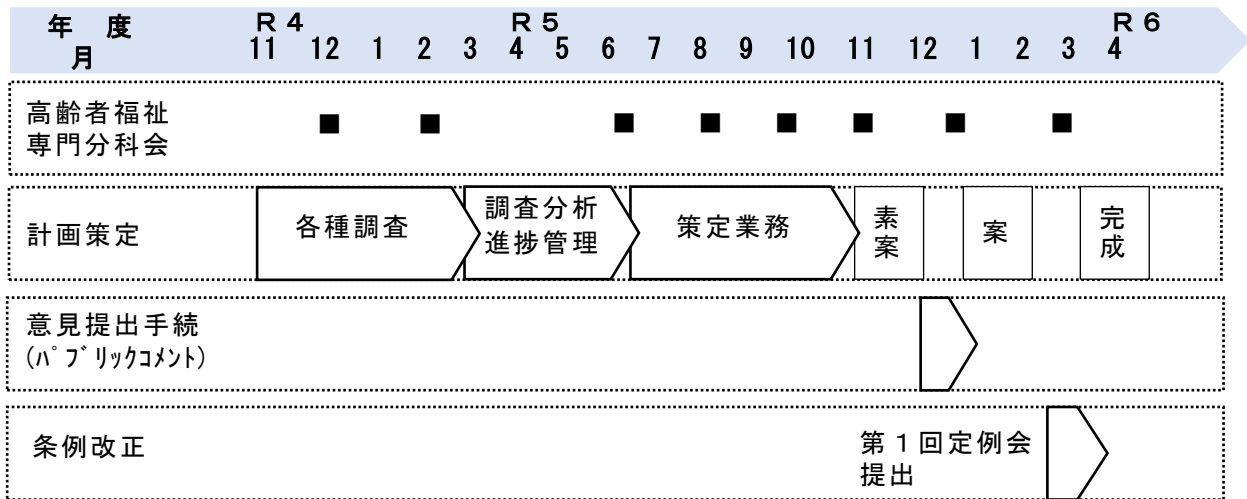 年　度　R４　R５　R６
月　11　12　1　2　3　4　5　6　7　8　9　10　11　12　1　2　3　4
高齢者福祉
専門分科会
■　■　■　■　■　■　■　■
計画策定
各種調査
調査分析
進捗管理
策定業務
素
案
案
完
成
意見提出手続
(ﾊﾟﾌﾞﾘｯｸｺﾒﾝﾄ)
条例改正
第１回定例会
提出